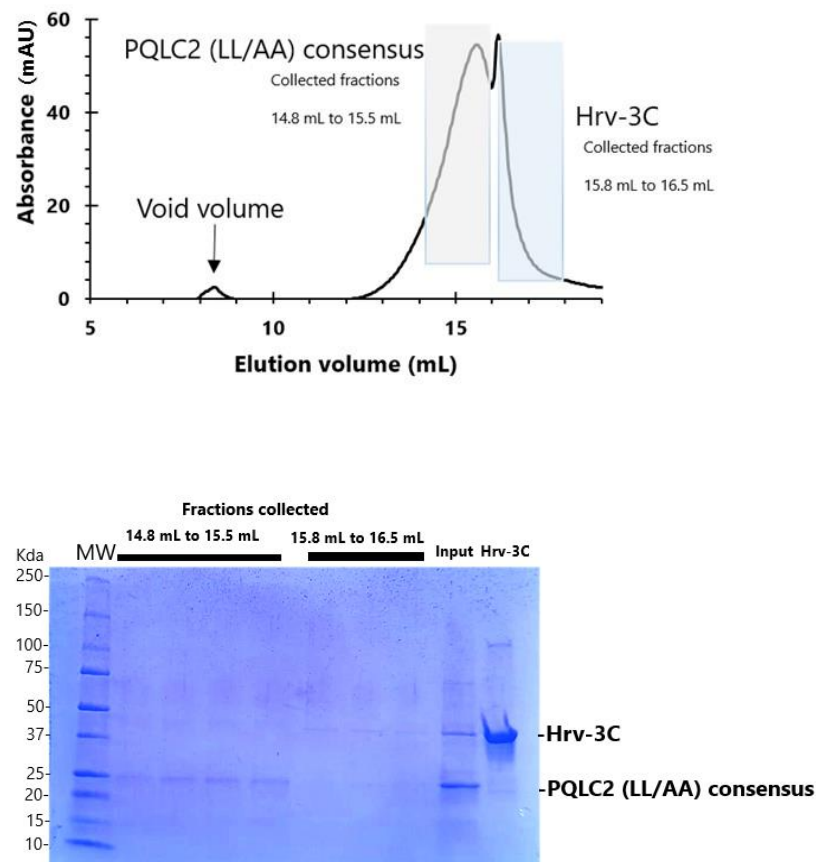 60
PQLC2 (LL/AA) consensus
Collected fractions
14.8 mL to 15.5 mL
40
Hrv-3C
Collected fractions
15.8 mL to 16.5 mL
Absorbance (mAU)
20
Void volume
0
5 10 15
Elution volume (mL)
Fractions collected
14.8 mL to 15.5 mL 15.8 mL to 16.5 mL Input Hrv-3C
Kda MW
250-
150-
100-
75-
50-
37-
-Hrv-3C
25-
20-
-PQLC2 (LL/AA) consensus
15-
10-